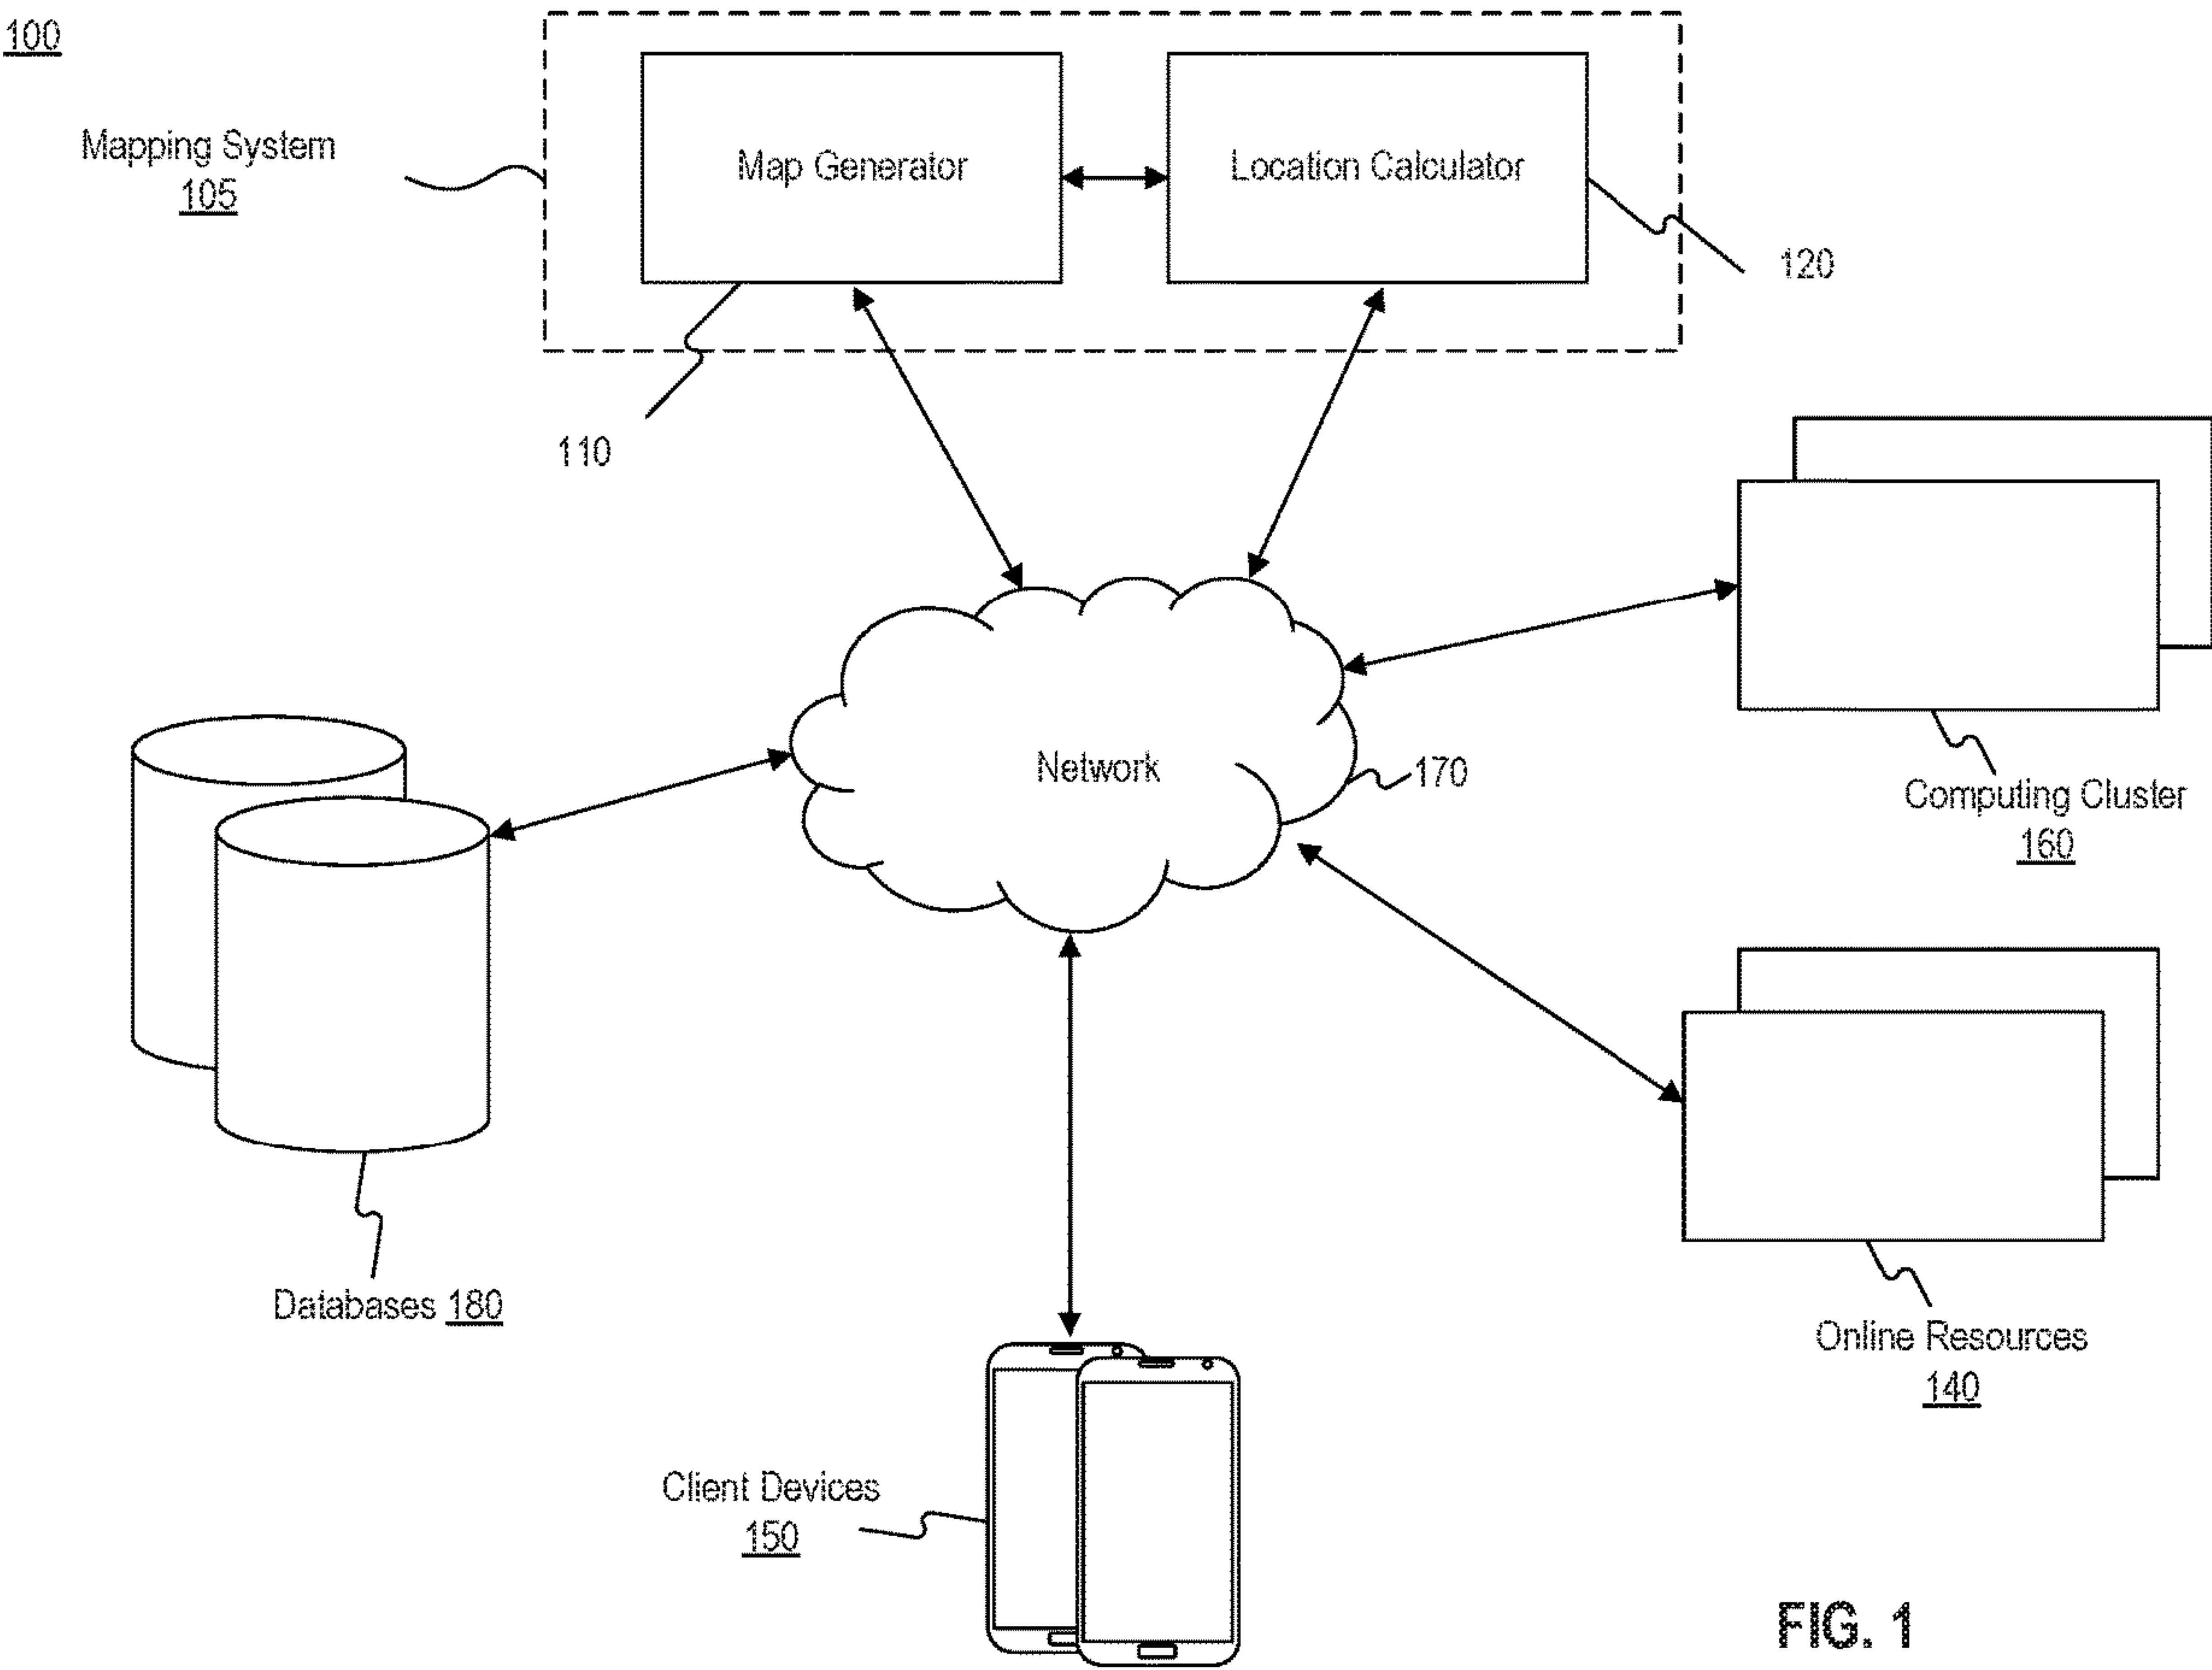 100
Mapping System
105
Map Generator
Location Calculator
120
110
Network
170
Computing Cluster
160
Databases 180
Online Resources
140
Client Devices
150
FIG. 1